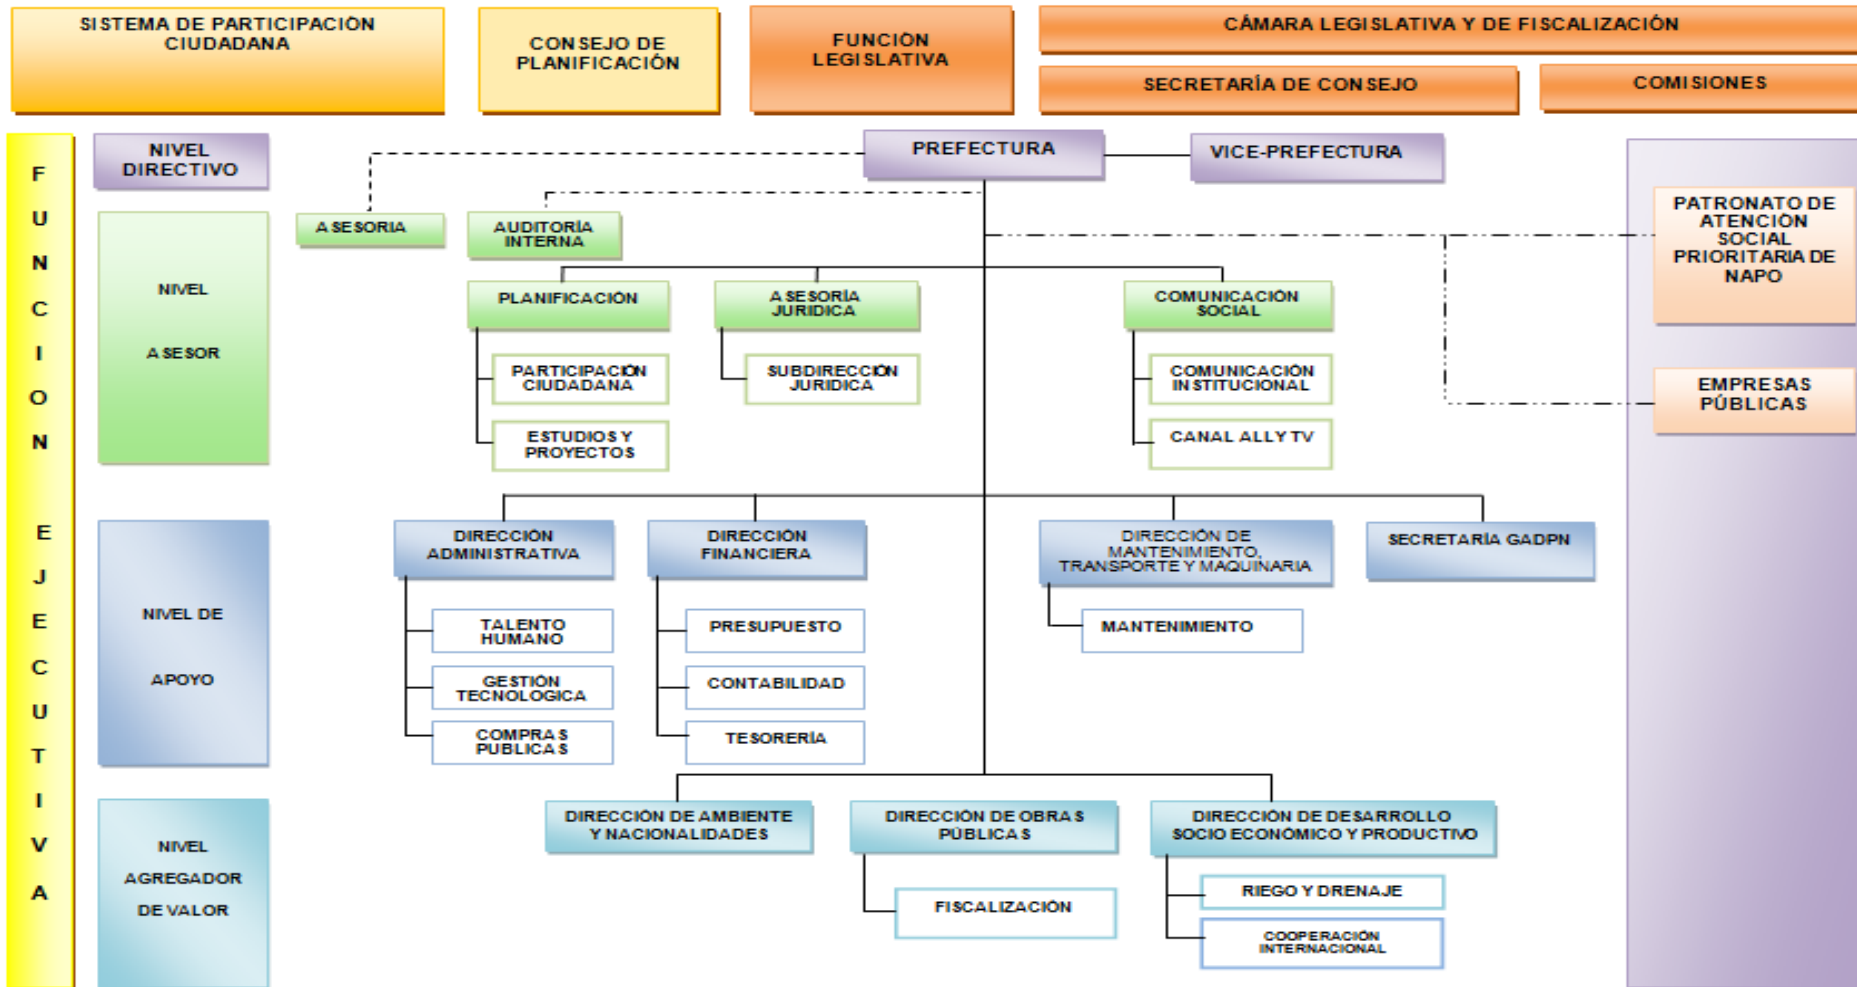 SISTEMA DE PARTICIPACIÓN
CIUDADANA
CONSEJO DE
PLANIFICACIÓN
FUNCIÓN
LEGISLATIVA
CÁMARA LEGISLATIVA Y DE FISCALIZACIÓN
SECRETARÍA DE CONSEJO
COMISIONES
FUNCION EJECUTIVA
NIVEL
DIRECTIVO
PREFECTURA
VICE-PREFECTURA
NIVEL
ASESOR
ASESORIA
AUDITORÍA
INTERNA
PATRONATO DE
ATENCIÓN
SOCIAL
PRIORITARIA DE
NAPO
PLANIFICACIÓN
ASESORÍA
JURIDICA
COMUNICACIÓN
SOCIAL
PARTICIPACIÓN
CIUDADANA
SUBDIRECCIÓN
JURIDICA
COMUNICACIÓN
INSTITUCIONAL
EMPRESAS
PÚBLICAS
ESTUDIOS Y
PROYECTOS
CANAL ALLY TV
NIVEL DE
APOYO
DIRECCIÓN
ADMINISTRATIVA
DIRECCIÓN
FINANCIERA
DIRECCIÓN DE
MANTENIMIENTO,
TRANSPORTE Y MAQUINARIA
SECRETARÍA GADPN
TALENTO
HUMANO
PRESUPUESTO
MANTENIMIENTO
GESTIÓN
TECNOLOGICA
CONTABILIDAD
COMPRAS
PUBLICAS
TESORERÍA
NIVEL
AGREGADOR
DE VALOR
DIRECCIÓN DE AMBIENTE
Y NACIONALIDADES
DIRECCIÓN DE OBRAS
PÚBLICAS
DIRECCIÓN DE DESARROLLO
SOCIO ECONÓMICO Y PRODUCTIVO
FISCALIZACIÓN
RIEGO Y DRENAJE
COOPERACIÓN
INTERNACIONAL